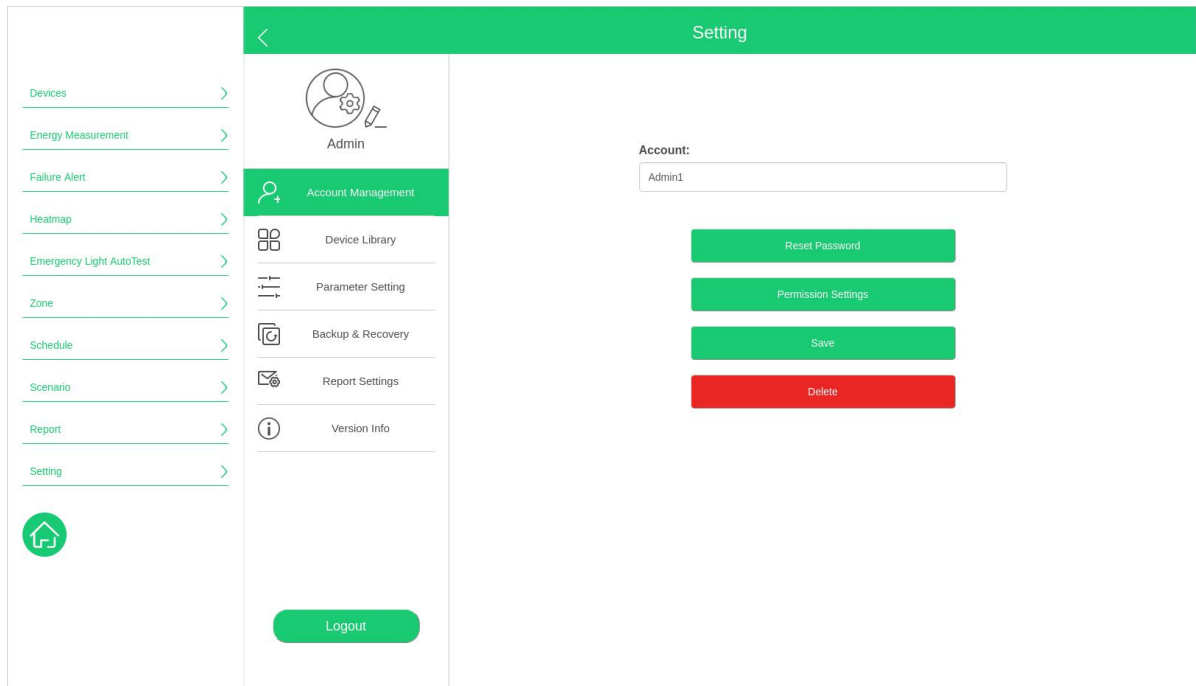 Setting
Devices
Energy Measurement
Failure Alert
Heatmap
Emergency Light AutoTest
Zone
Schedule
Scenario
Report
Setting
Admin
Account Management
Device Library
Parameter Setting
Backup & Recovery
Report Settings
Version Info
Logout
Account:
Admin1
Reset Password
Permission Settings
Save
Delete